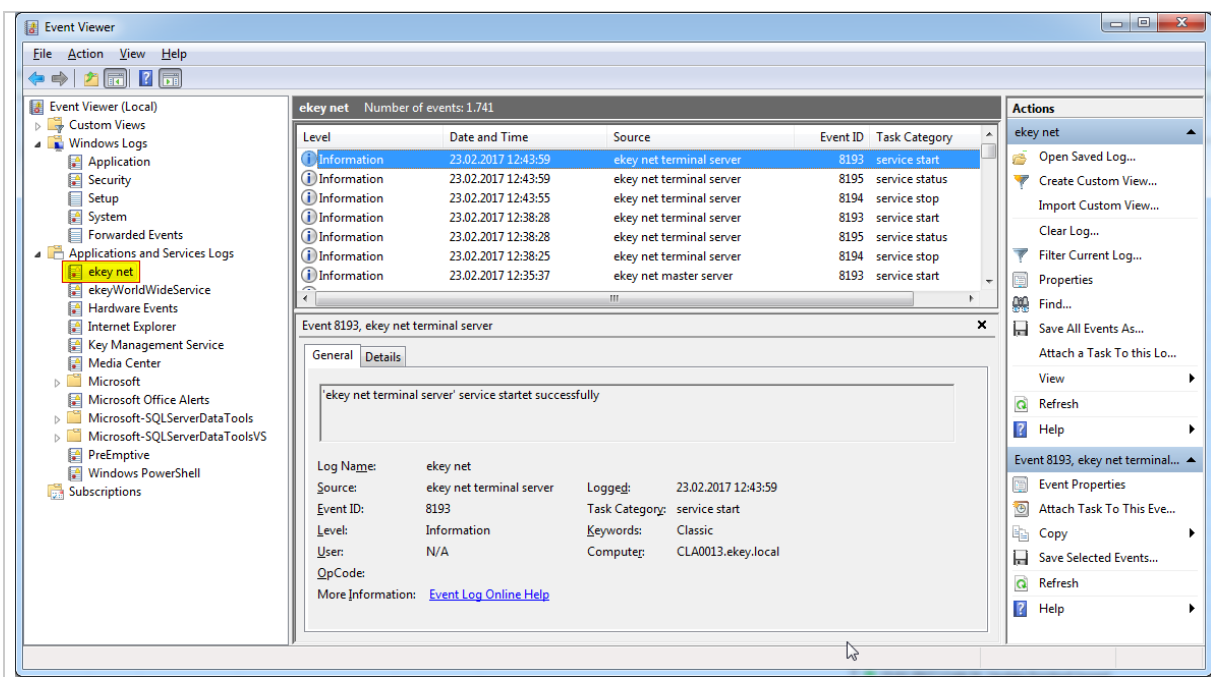 Event Viewer
File Action View Help
Event Viewer (Local)
Custom Views
Windows Logs
Application
Security
Setup
System
Forwarded Events
Applications and Services Logs
ekey net
ekeyWorldWideService
Hardware Events
Internet Explorer
Key Management Service
Media Center
Microsoft
Microsoft Office Alerts
Microsoft-SQLServerDataTools
Microsoft-SQLServerDataToolsVS
PreEmptive
Windows PowerShell
Subscriptions
ekey net Number of events: 1.741
Level Date and Time Source Event ID Task Category
Information 23.02.2017 12:43:59 ekey net terminal server 8193 service start
Information 23.02.2017 12:43:59 ekey net terminal server 8195 service status
Information 23.02.2017 12:43:55 ekey net terminal server 8194 service stop
Information 23.02.2017 12:38:28 ekey net terminal server 8193 service start
Information 23.02.2017 12:38:28 ekey net terminal server 8195 service status
Information 23.02.2017 12:38:25 ekey net terminal server 8194 service stop
Information 23.02.2017 12:35:37 ekey net master server 8193 service start
Event 8193, ekey net terminal server
General Details
'ekey net terminal server' service startet successfully
Log Name: ekey net
Source: ekey net terminal server Logged: 23.02.2017 12:43:59
Event ID: 8193 Task Category: service start
Level: Information Keywords: Classic
User: N/A Computer: CLA0013.ekey.local
OpCode:
More Information: Event Log Online Help
Actions
ekey net
Open Saved Log...
Create Custom View...
Import Custom View...
Clear Log...
Filter Current Log...
Properties
Find...
Save All Events As...
Attach a Task To this Lo...
View
Refresh
Help
Event 8193, ekey net terminal...
Event Properties
Attach Task To This Eve...
Copy
Save Selected Events...
Refresh
Help